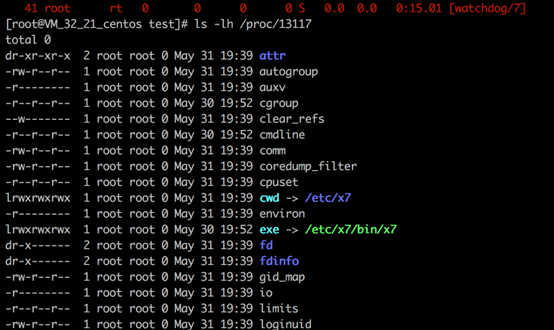 41 root rt 0 0 0 0 S 0.0 0.0 0:15.01 [watchdog/7]
[root@VM_32_21_centos test]# ls -lh /proc/13117
total 0
dr-xr-xr-x 2 root root 0 May 31 19:39 attr
-rw-r--r-- 1 root root 0 May 31 19:39 autogroup
-r-------- 1 root root 0 May 31 19:39 auxv
-r--r--r-- 1 root root 0 May 30 19:52 cgroup
--w------- 1 root root 0 May 31 19:39 clear_refs
-r--r--r-- 1 root root 0 May 30 19:52 cmdline
-rw-r--r-- 1 root root 0 May 31 19:39 comm
-rw-r--r-- 1 root root 0 May 31 19:39 coredump_filter
-r--r--r-- 1 root root 0 May 31 19:39 cpuset
lrwxrwxrwx 1 root root 0 May 31 19:39 cwd -> /etc/x7
-r-------- 1 root root 0 May 31 19:39 environ
lrwxrwxrwx 1 root root 0 May 30 19:52 exe -> /etc/x7/bin/x7
dr-x------ 2 root root 0 May 31 19:39 fd
dr-x------ 2 root root 0 May 31 19:39 fdinfo
-rw-r--r-- 1 root root 0 May 31 19:39 gid_map
-r-------- 1 root root 0 May 31 19:39 io
-r--r--r-- 1 root root 0 May 31 19:39 limits
-rw-r--r-- 1 root root 0 May 31 19:39 loginuid